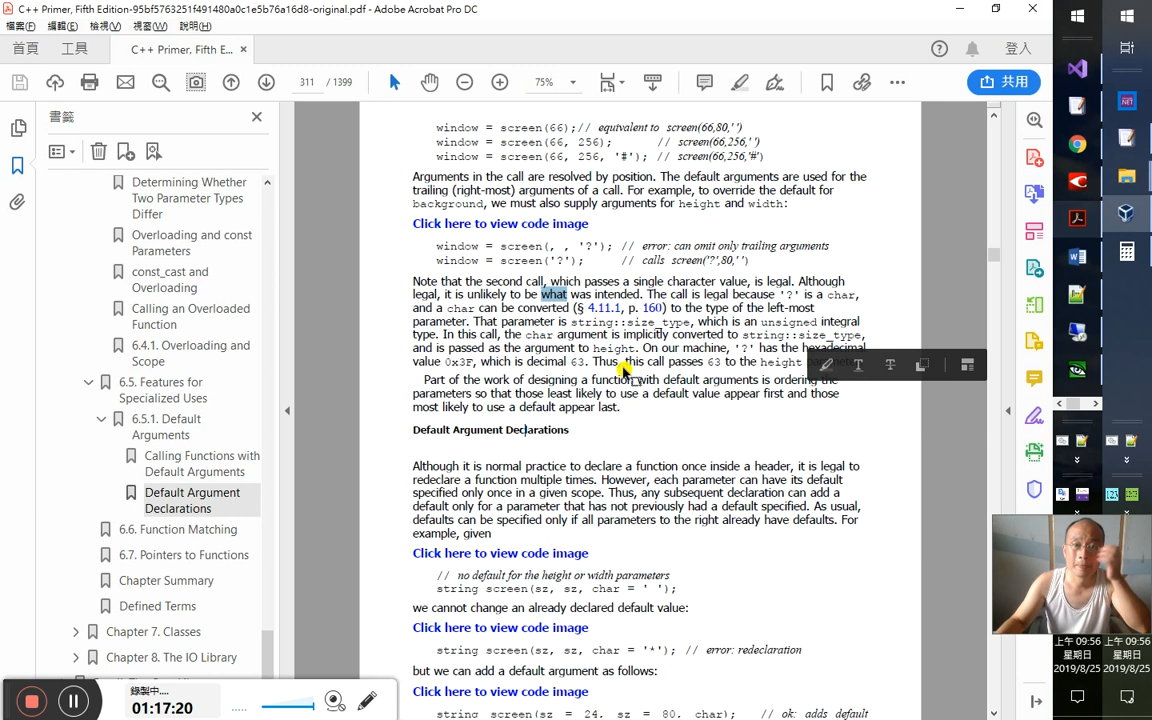 C++ Primer, Fifth Edition-95bf5763251f491480a0c1e5b76a16d8-original.pdf - Adobe Acrobat Pro DC
檔案(F) 編輯(E) 檢視(V) 視窗(W) 說明(H)
首頁 工具 C++ Primer, Fifth E... × 登入
311 / 1399 75% 共用
書籤
Determining Whether
Two Parameter Types
Differ
Overloading and const
Parameters
const_cast and
Overloading
Calling an Overloaded
Function
6.4.1. Overloading and
Scope
6.5. Features for
Specialized Uses
6.5.1. Default
Arguments
Calling Functions with
Default Arguments
Default Argument
Declarations
6.6. Function Matching
6.7. Pointers to Functions
Chapter Summary
Defined Terms
Chapter 7. Classes
Chapter 8. The IO Library
window = screen(66);// equivalent to screen(66,80,' ')
window = screen(66, 256); // screen(66,256,' ')
window = screen(66, 256, '#'); // screen(66,256,'#')
Arguments in the call are resolved by position. The default arguments are used for the
trailing (right-most) arguments of a call. For example, to override the default for
background, we must also supply arguments for height and width:
Click here to view code image
window = screen(, , '?'); // error: can omit only trailing arguments
window = screen('?'); // calls screen('?',80,' ')
Note that the second call, which passes a single character value, is legal. Although
legal, it is unlikely to be what was intended. The call is legal because '?' is a char,
and a char can be converted (§ 4.11.1, p. 160) to the type of the left-most
parameter. That parameter is string::size_type, which is an unsigned integral
type. In this call, the char argument is implicitly converted to string::size_type,
and is passed as the argument to height. On our machine, '?' has the hexadecimal
value 0x3F, which is decimal 63. Thus, this call passes 63 to the height
Part of the work of designing a function with default arguments is ordering the
parameters so that those least likely to use a default value appear first and those
most likely to use a default appear last.
Default Argument Declarations
Although it is normal practice to declare a function once inside a header, it is legal to
redeclare a function multiple times. However, each parameter can have its default
specified only once in a given scope. Thus, any subsequent declaration can add a
default only for a parameter that has not previously had a default specified. As usual,
defaults can be specified only if all parameters to the right already have defaults. For
example, given
Click here to view code image
// no default for the height or width parameters
string screen(sz, sz, char = ' ');
we cannot change an already declared default value:
Click here to view code image
string screen(sz, sz, char = '*'); // error: redeclaration
but we can add a default argument as follows:
Click here to view code image
string screen(sz = 24, sz = 80, char); // ok: adds default
錄製中....
01:17:20
上午 09:56 上午 09:56
星期日 星期日
2019/8/25 2019/8/25